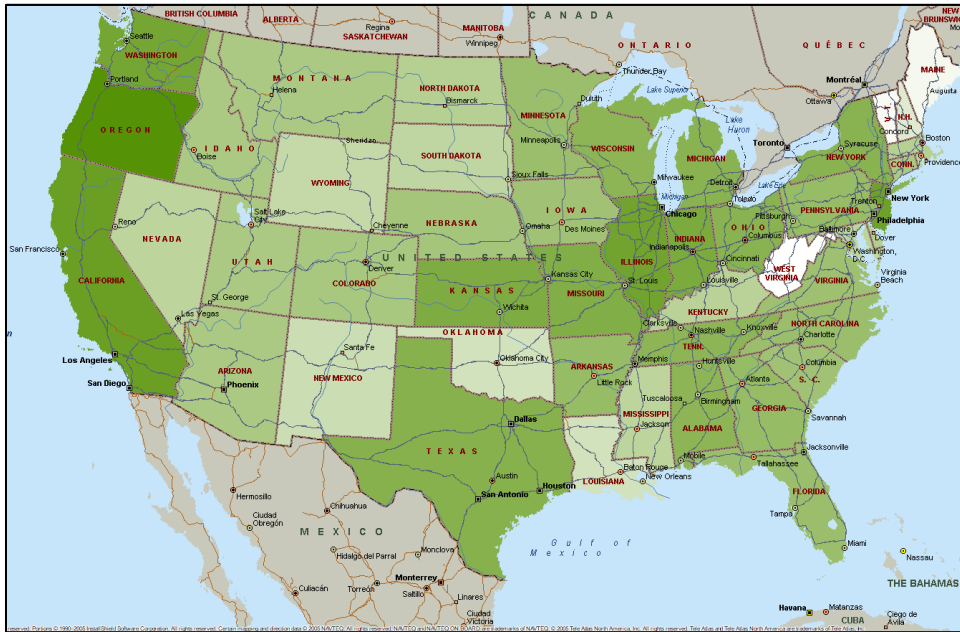 BRITISH COLUMBIA
ALBERTA
Regina
SASKATCHEWAN
MANITOBA
Winnipeg
CANADA
ONTARIO
QUÉBEC
NEW
BRUNSWICK
Seattle
WASHINGTON
Portland
OREGON
MONTANA
Helena
IDAHO
Boise
NORTH DAKOTA
Bismarck
SOUTH DAKOTA
Sioux Falls
MINNESOTA
Minneapolis
Duluth
Thunder Bay
Lake Superior
Lake
Huron
Ottawa
Montréal
MAINE
Augusta
V T
N.H.
Concord
Boston
Providence
CONN.
Toronto
Syracuse
NEW YORK
New York
Trenton
Philadelphia
PENNSYLVANIA
Pittsburgh
Baltimore
Dover
Washington,
D.C.
WISCONSIN
Milwaukee
Michigan
MICHIGAN
Detroit
Lake Erie
Toledo
Chicago
Sheridan
WYOMING
Cheyenne
NEBRASKA
Omaha
IOWA
Des Moines
ILLINOIS
INDIANA
Indianapolis
OHIO
Columbus
Cincinnati
WEST
VIRGINIA
VIRGINIA
Virginia
Beach
San Francisco
Reno
NEVADA
Salt Lake
City
UTAH
St. George
Las Vegas
CALIFORNIA
Los Angeles
San Diego
Denver
COLORADO
UNITED STATES
KANSAS
Wichita
Kansas City
MISSOURI
St. Louis
Louisville
KENTUCKY
Clarksville
Nashville
TENN.
Knoxville
Memphis
NORTH CAROLINA
Charlotte
Columbia
S. C.
ARIZONA
Phoenix
Santa Fe
NEW MEXICO
OKLAHOMA
Oklahoma City
ARKANSAS
Little Rock
Huntsville
Birmingham
Tuscaloosa
Atlanta
GEORGIA
Savannah
MISSISSIPPI
Jackson
ALABAMA
Mobile
TEXAS
Dallas
Austin
San Antonio
Houston
Baton Rouge
LOUISIANA
New Orleans
Tallahassee
Jacksonville
FLORIDA
Tampa
Miami
Gulf of
Mexico
Nassau
THE BAHAMAS
Havana
Matanzas
CUBA
Ciego de
Ávila
MEXICO
Hermosillo
Ciudad
Obregón
Chihuahua
Hidalgo del Parral
Monclova
Culiacán
Torreón
Monterrey
Saltillo
Linares
Ciudad
Victoria